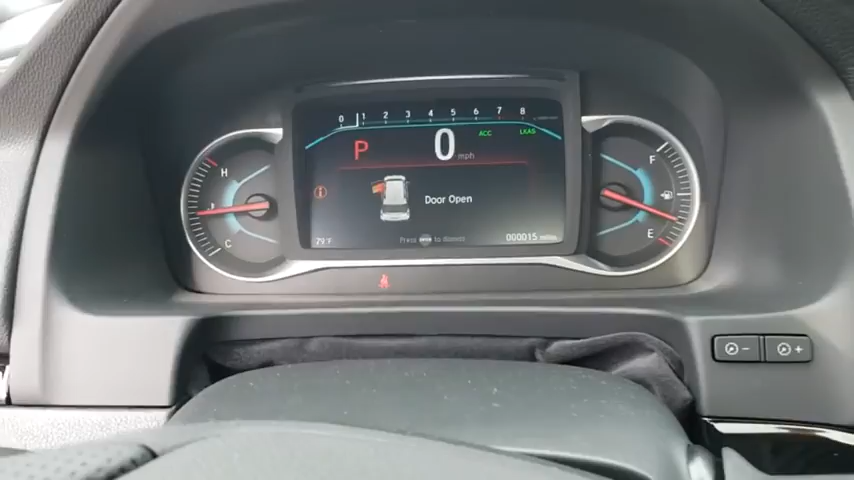 0 1 2 3 4 5 6 7 8
P 0 mph ACC LKAS
H
C
F
E
Door Open
Press to dismiss
79°F 000015 miles
- +